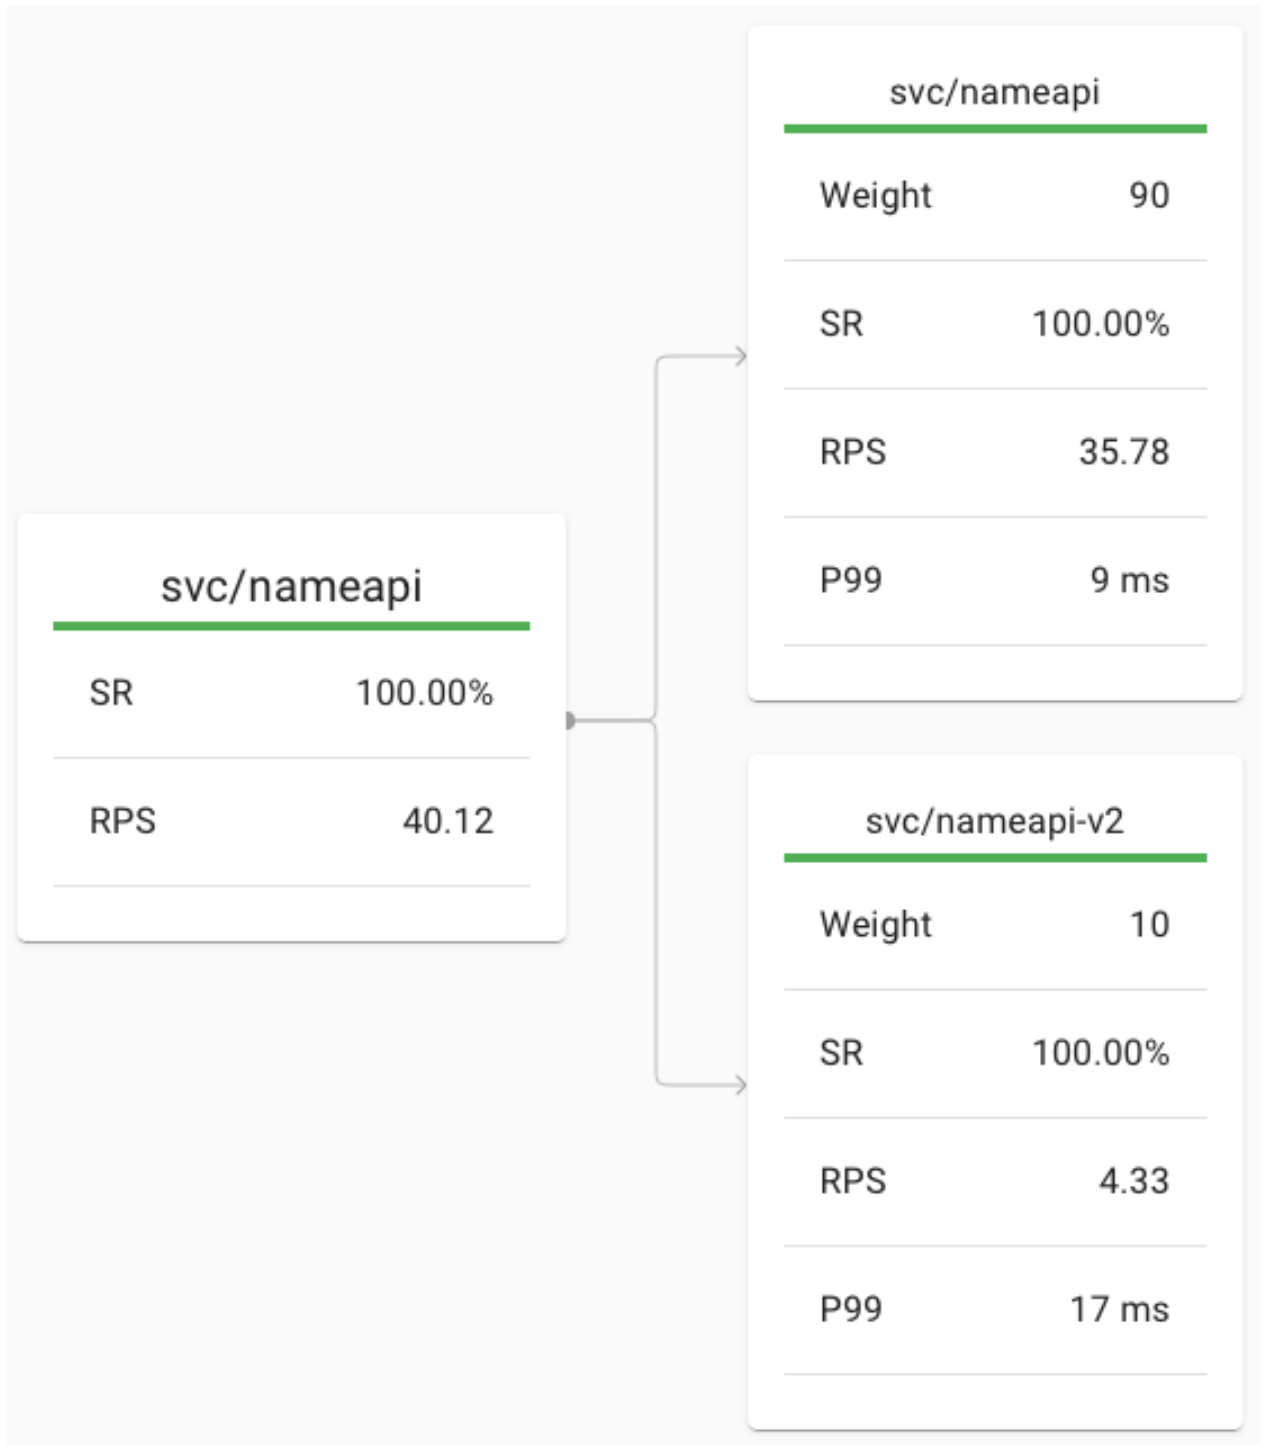 svc/nameapi
SR 100.00%
RPS 40.12
svc/nameapi
Weight 90
SR 100.00%
RPS 35.78
P99 9 ms
svc/nameapi-v2
Weight 10
SR 100.00%
RPS 4.33
P99 17 ms